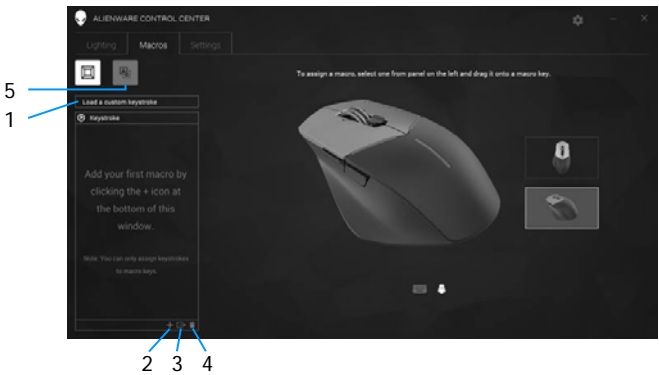 ALIENWARE CONTROL CENTER
Lighting
Macros
Settings
To assign a macro, select one from panel on the left and drag it onto a macro key.
5
1
Load a custom keystroke
Keystroke
Add your first macro by
clicking the + icon at
the bottom of this
window.
Note: You can only assign keystrokes
to macro keys.
2
3
4